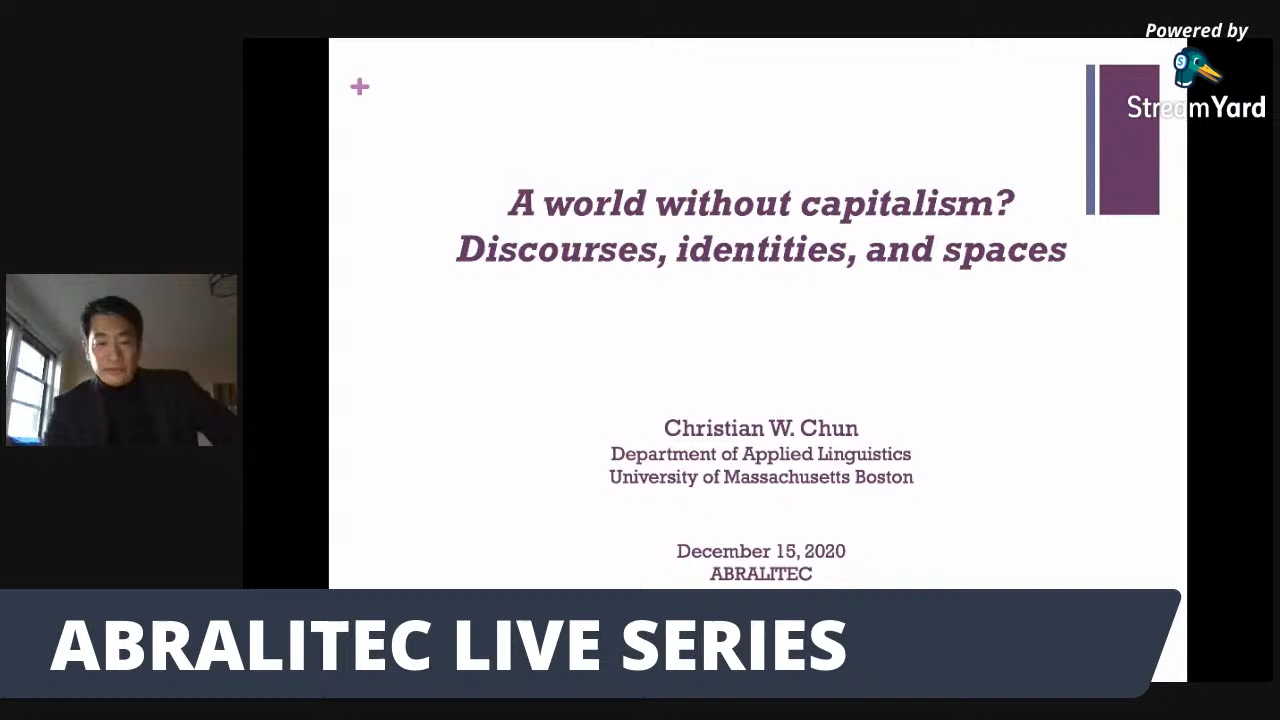 Powered by
StreamYard
A world without capitalism?
Discourses, identities, and spaces
Christian W. Chun
Department of Applied Linguistics
University of Massachusetts Boston
December 15, 2020
ABRALITEC
ABRALITEC LIVE SERIES